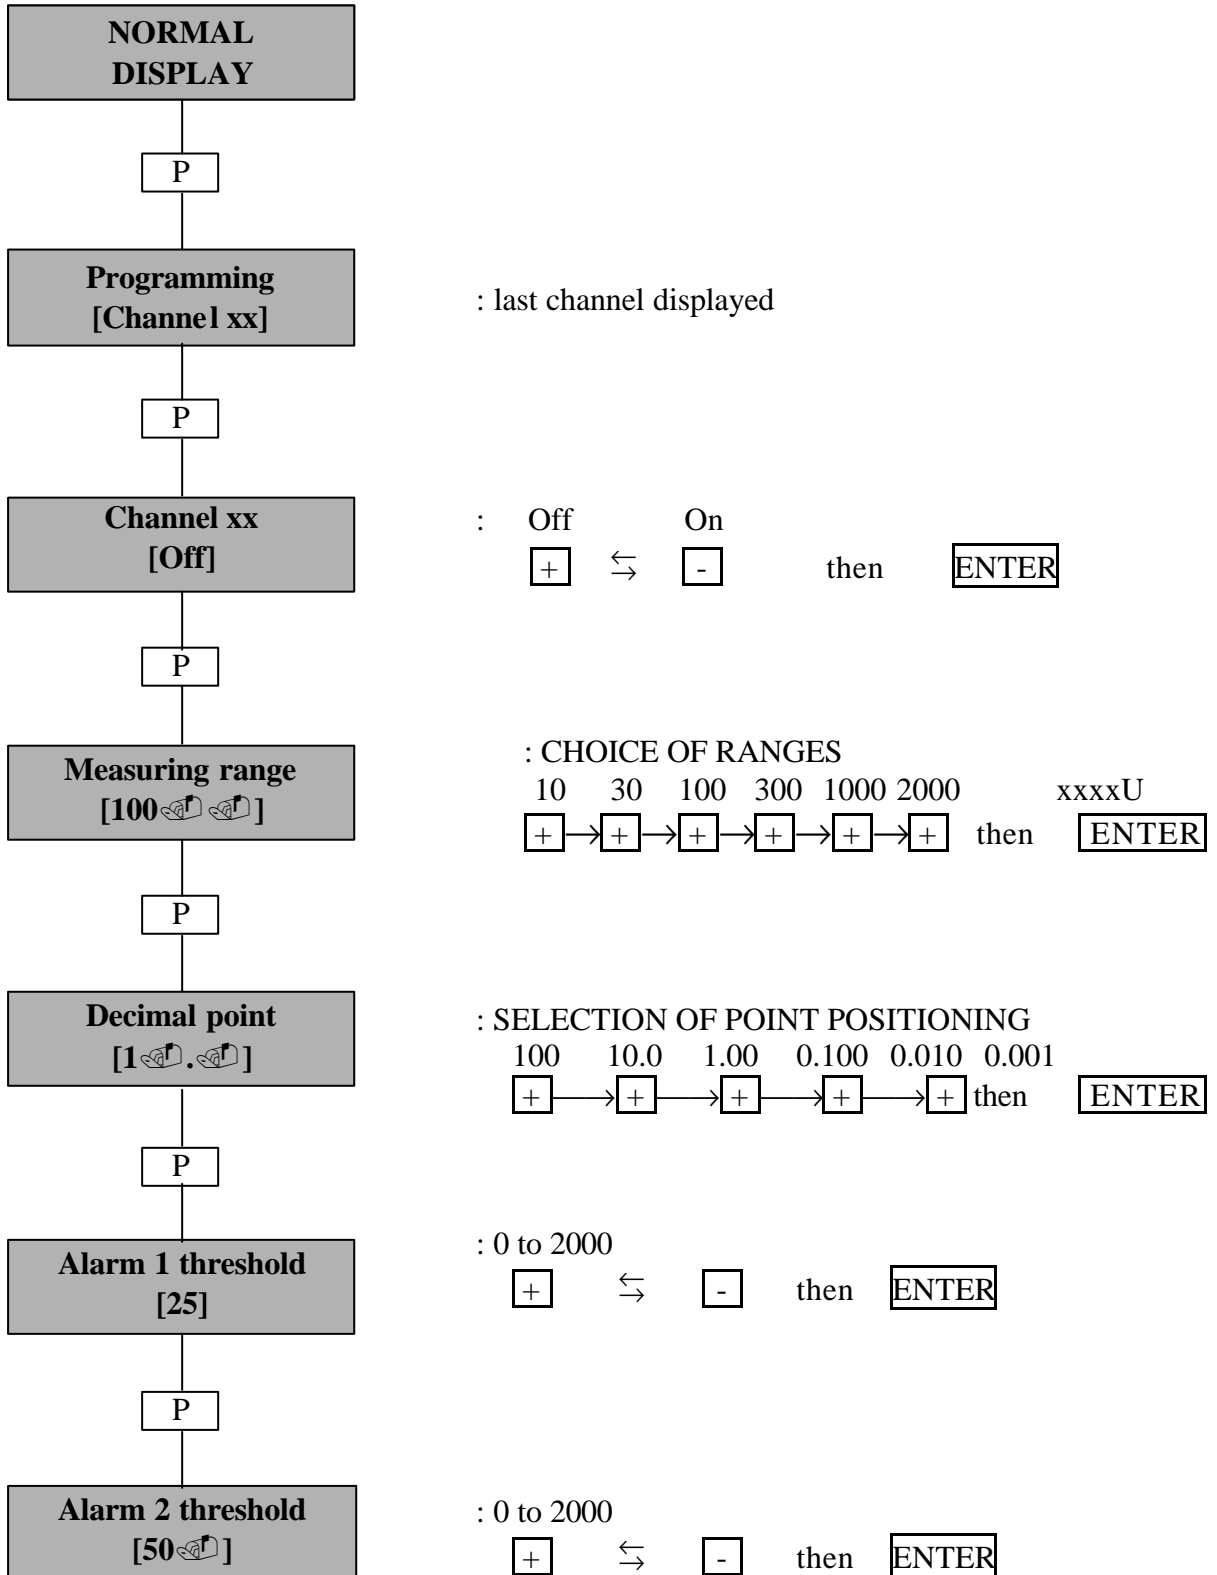 NORMAL
DISPLAY
P
Programming
[Channel xx]
: last channel displayed
P
Channel xx
[Off]
: Off On
+ ⇆ - then ENTER
P
Measuring range
[100 ]
: CHOICE OF RANGES
10 30 100 300 1000 2000 xxxxU
+ → + → + → + → + → + then ENTER
P
Decimal point
[1 . ]
: SELECTION OF POINT POSITIONING
100 10.0 1.00 0.100 0.010 0.001
+ → + → + → + → + then ENTER
P
Alarm 1 threshold
[25]
: 0 to 2000
+ ⇆ - then ENTER
P
Alarm 2 threshold
[50 ]
: 0 to 2000
+ ⇆ - then ENTER